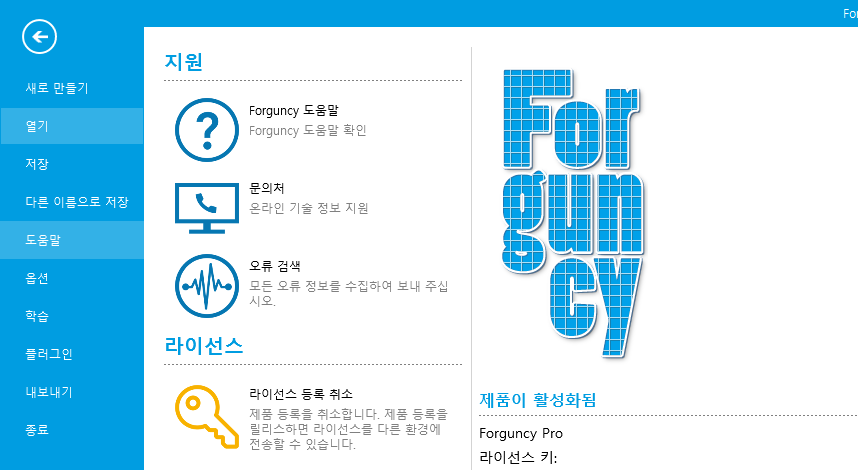 For
새로 만들기
열기
저장
다른 이름으로 저장
도움말
옵션
학습
플러그인
내보내기
종료
지원
Forguncy 도움말
Forguncy 도움말 확인
문의처
온라인 기술 정보 지원
오류 검색
모든 오류 정보를 수집하여 보내 주십
시오.
라이선스
라이선스 등록 취소
제품 등록을 취소합니다. 제품 등록을
릴리스하면 라이선스를 다른 환경에
전송할 수 있습니다.
For
gun
cy
제품이 활성화됨
Forguncy Pro
라이선스 키: